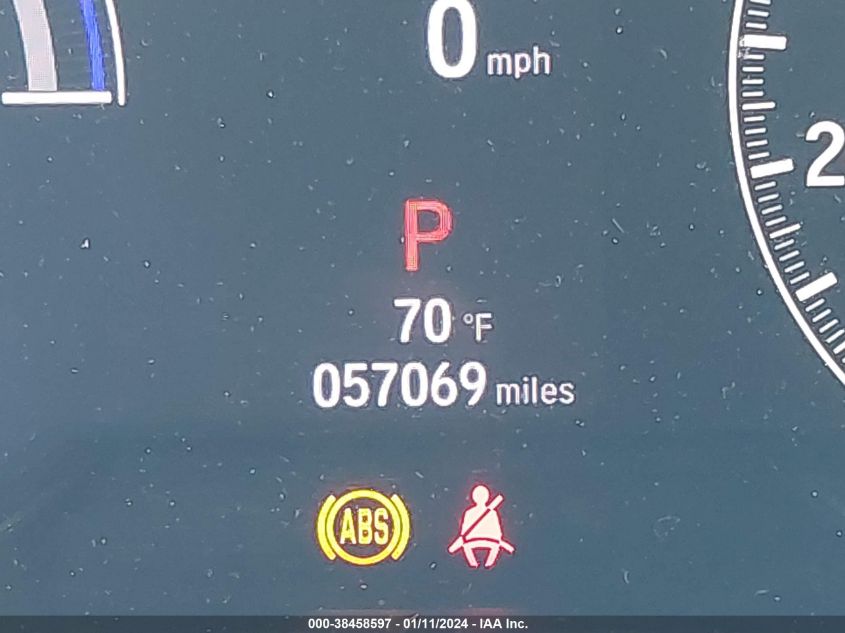 0 mph
2
P
70 °F
057069 miles
ABS
000-38458597 - 01/11/2024 - IAA Inc.